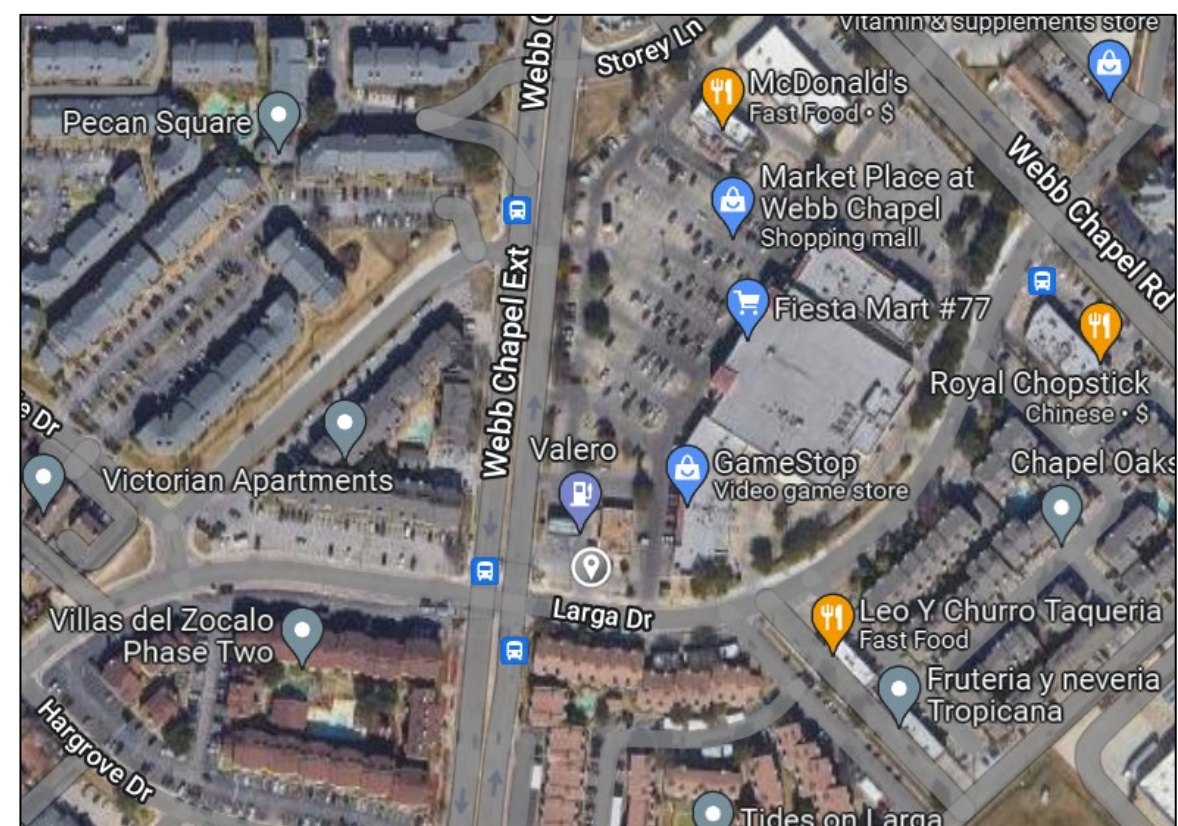 Vitamin & supplements store
Webb C
Storey Ln
McDonald's
Fast Food • $
Pecan Square
Webb Chapel Rd
Market Place at
Webb Chapel
Shopping mall
Webb Chapel Ext
Fiesta Mart #77
Royal Chopstick
Chinese • $
e Dr
Victorian Apartments
Valero
GameStop
Video game store
Chapel Oaks
Larga Dr
Villas del Zocalo
Phase Two
Leo Y Churro Taqueria
Fast Food
Fruteria y neveria
Tropicana
Hargrove Dr
Tides on Larga